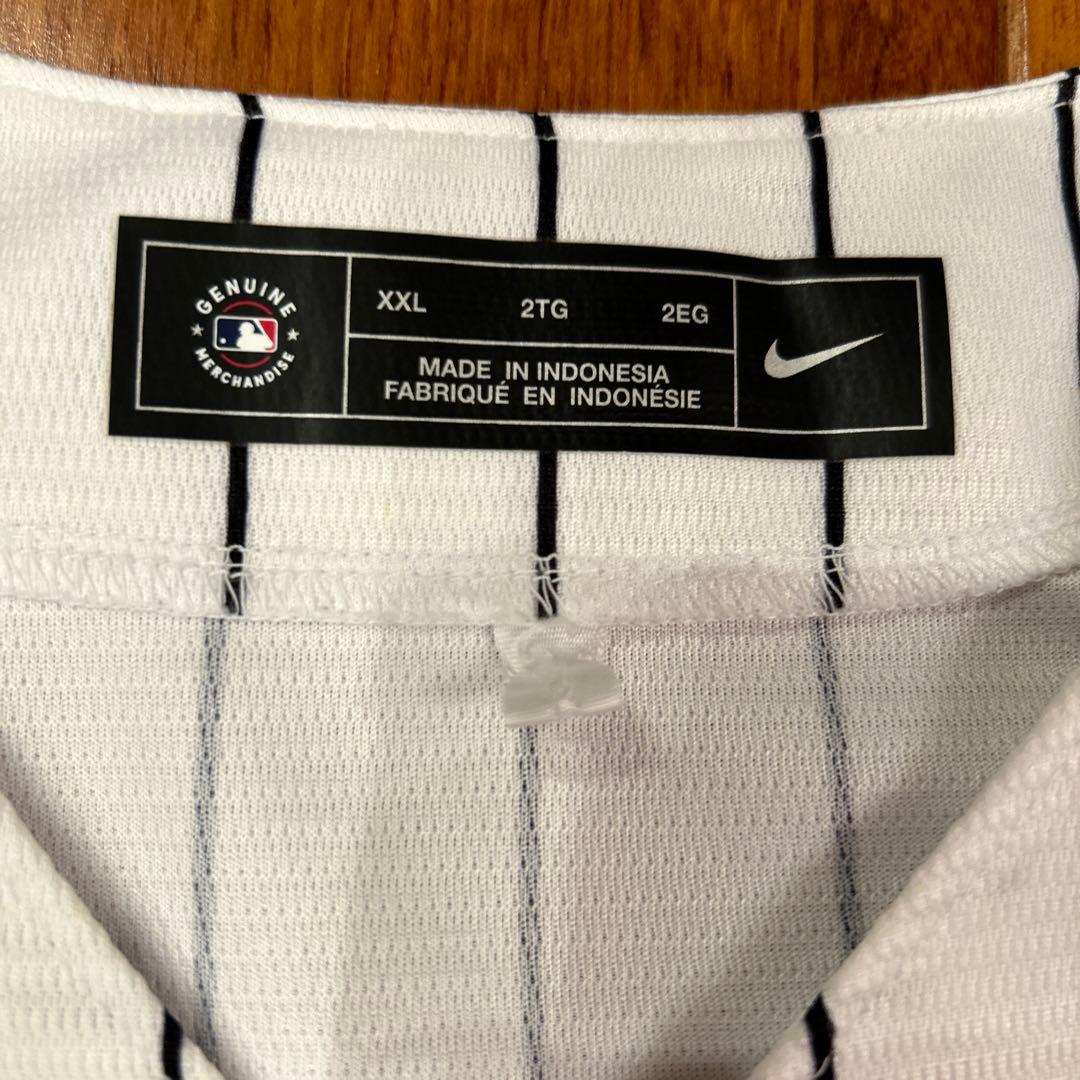 GENUINE
MERCHANDISE
XXL 2TG 2EG
MADE IN INDONESIA
FABRIQUÉ EN INDONÉSIE